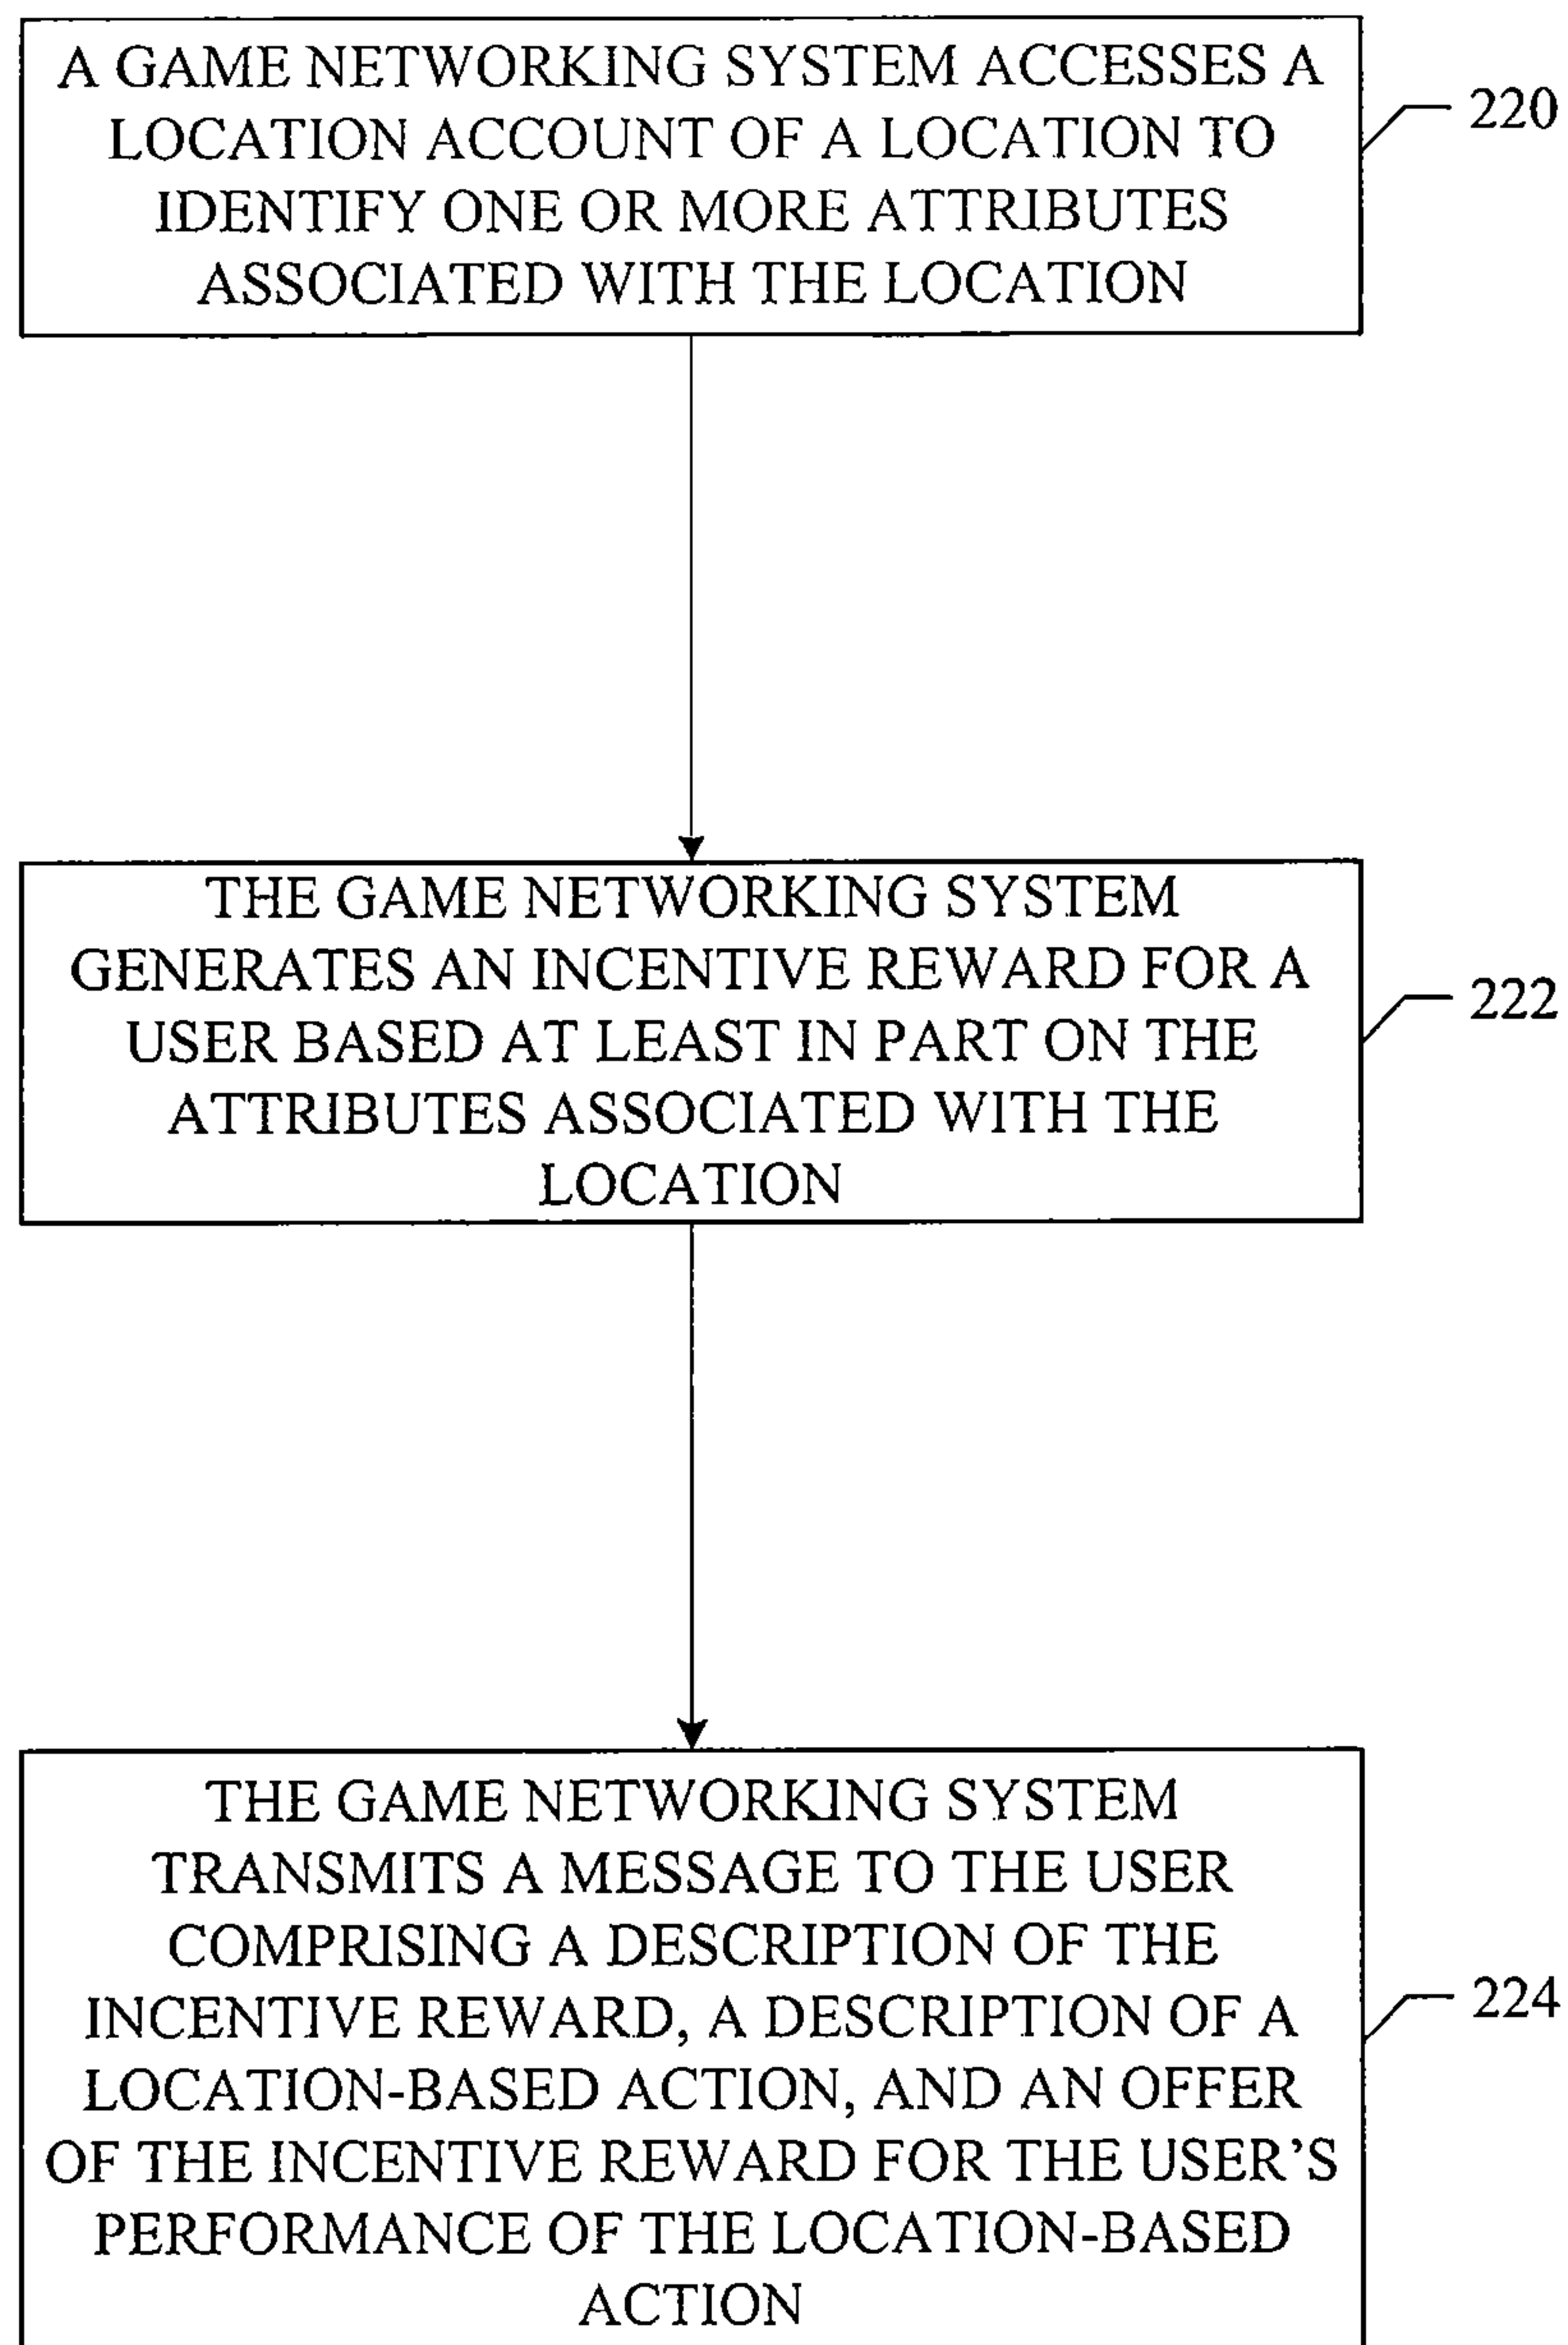 A GAME NETWORKING SYSTEM ACCESSES A
LOCATION ACCOUNT OF A LOCATION TO
IDENTIFY ONE OR MORE ATTRIBUTES
ASSOCIATED WITH THE LOCATION
220
THE GAME NETWORKING SYSTEM
GENERATES AN INCENTIVE REWARD FOR A
USER BASED AT LEAST IN PART ON THE
ATTRIBUTES ASSOCIATED WITH THE
LOCATION
222
THE GAME NETWORKING SYSTEM
TRANSMITS A MESSAGE TO THE USER
COMPRISING A DESCRIPTION OF THE
INCENTIVE REWARD, A DESCRIPTION OF A
LOCATION-BASED ACTION, AND AN OFFER
OF THE INCENTIVE REWARD FOR THE USER’S
PERFORMANCE OF THE LOCATION-BASED
ACTION
224